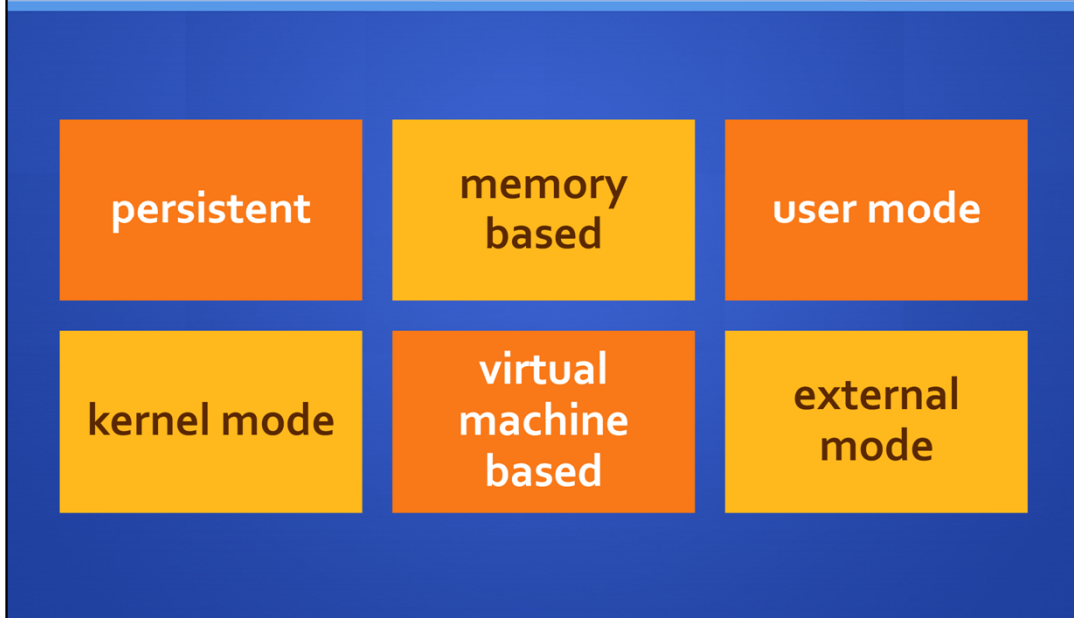 persistent
memory
based
user mode
kernel mode
virtual
machine
based
external
mode